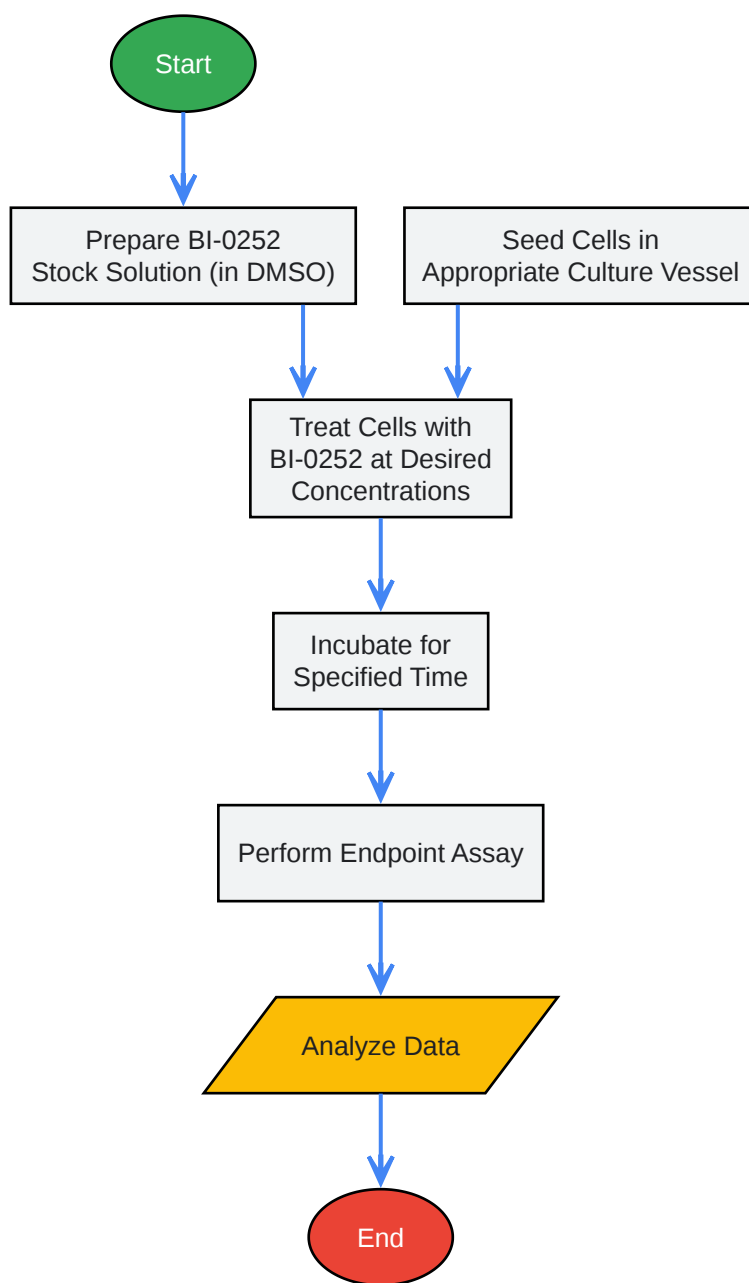 Start
Prepare BI-0252
Stock Solution (in DMSO)
Seed Cells in
Appropriate Culture Vessel
Treat Cells with
BI-0252 at Desired
Concentrations
Incubate for
Specified Time
Perform Endpoint Assay
Analyze Data
End